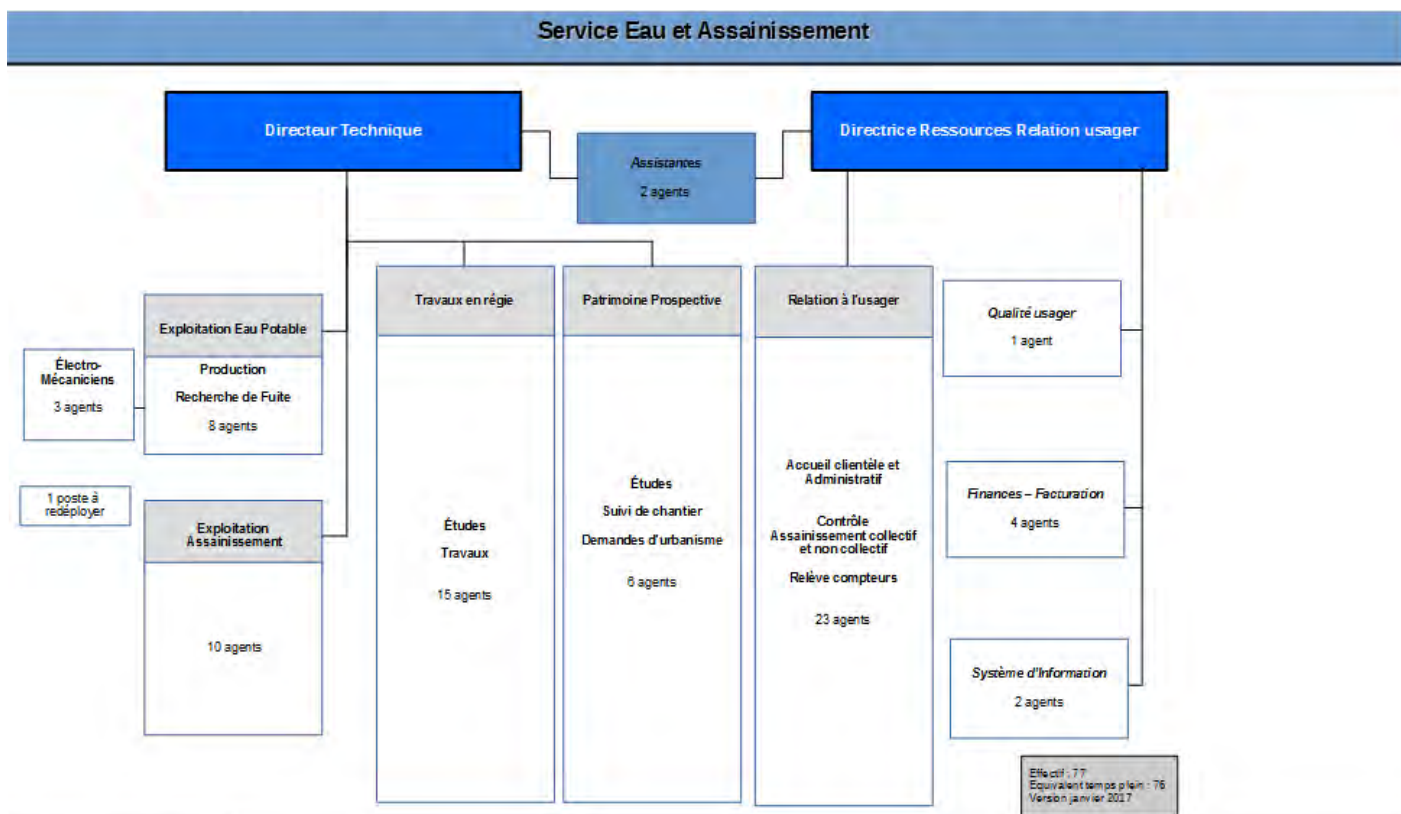 Service Eau et Assainissement
Directeur Technique
Directrice Ressources Relation usager
Assistantes
2 agents
Exploitation Eau Potable
Production
Recherche de Fuite
8 agents
Électro-
Mécaniciens
3 agents
1 poste à
redéployer
Exploitation
Assainissement
10 agents
Travaux en régie
Études
Travaux
15 agents
Patrimoine Prospective
Études
Suivi de chantier
Demandes d'urbanisme
6 agents
Relation à l'usager
Accueil clientèle et
Administratif
Contrôle
Assainissement collectif
et non collectif
Relève compteurs
23 agents
Qualité usager
1 agent
Finances – Facturation
4 agents
Système d'Information
2 agents
Effectif : 77
Equivalent temps plein : 76
Version janvier 2017